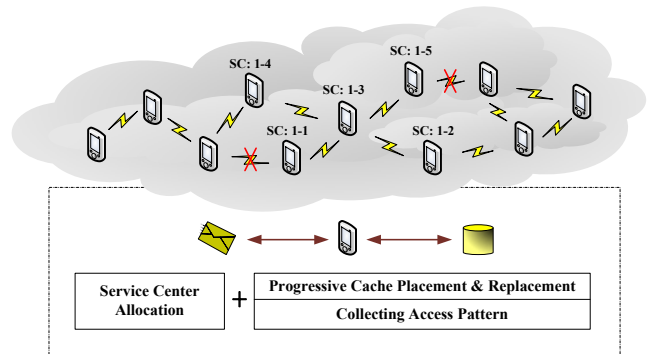 SC: 1-5
SC: 1-4
SC: 1-3
SC: 1-1
SC: 1-2
Service Center
Allocation
+
Progressive Cache Placement & Replacement
Collecting Access Pattern